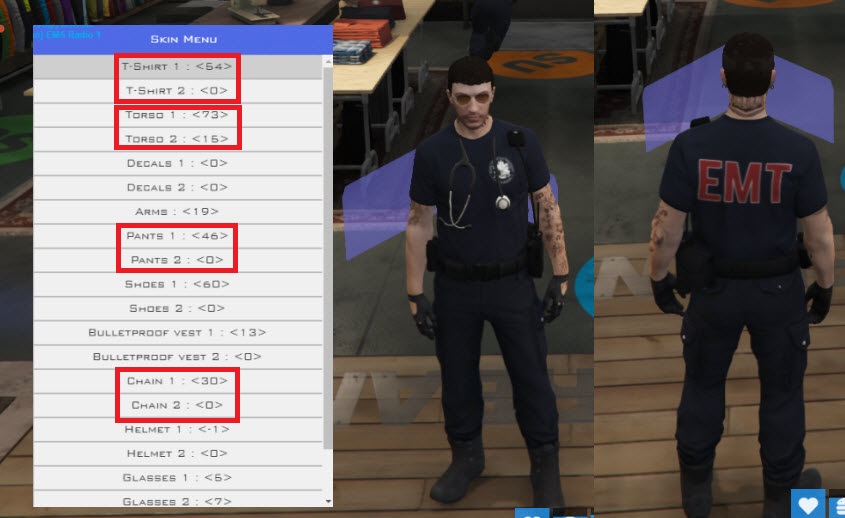 EMS Radio 1
Skin Menu
T-Shirt 1 : <54>
T-Shirt 2 : <0>
Torso 1 : <73>
Torso 2 : <15>
Decals 1 : <0>
Decals 2 : <0>
Arms : <19>
Pants 1 : <46>
Pants 2 : <0>
Shoes 1 : <60>
Shoes 2 : <0>
Bulletproof vest 1 : <13>
Bulletproof vest 2 : <0>
Chain 1 : <30>
Chain 2 : <0>
Helmet 1 : <-1>
Helmet 2 : <0>
Glasses 1 : <5>
Glasses 2 : <7>
EMT